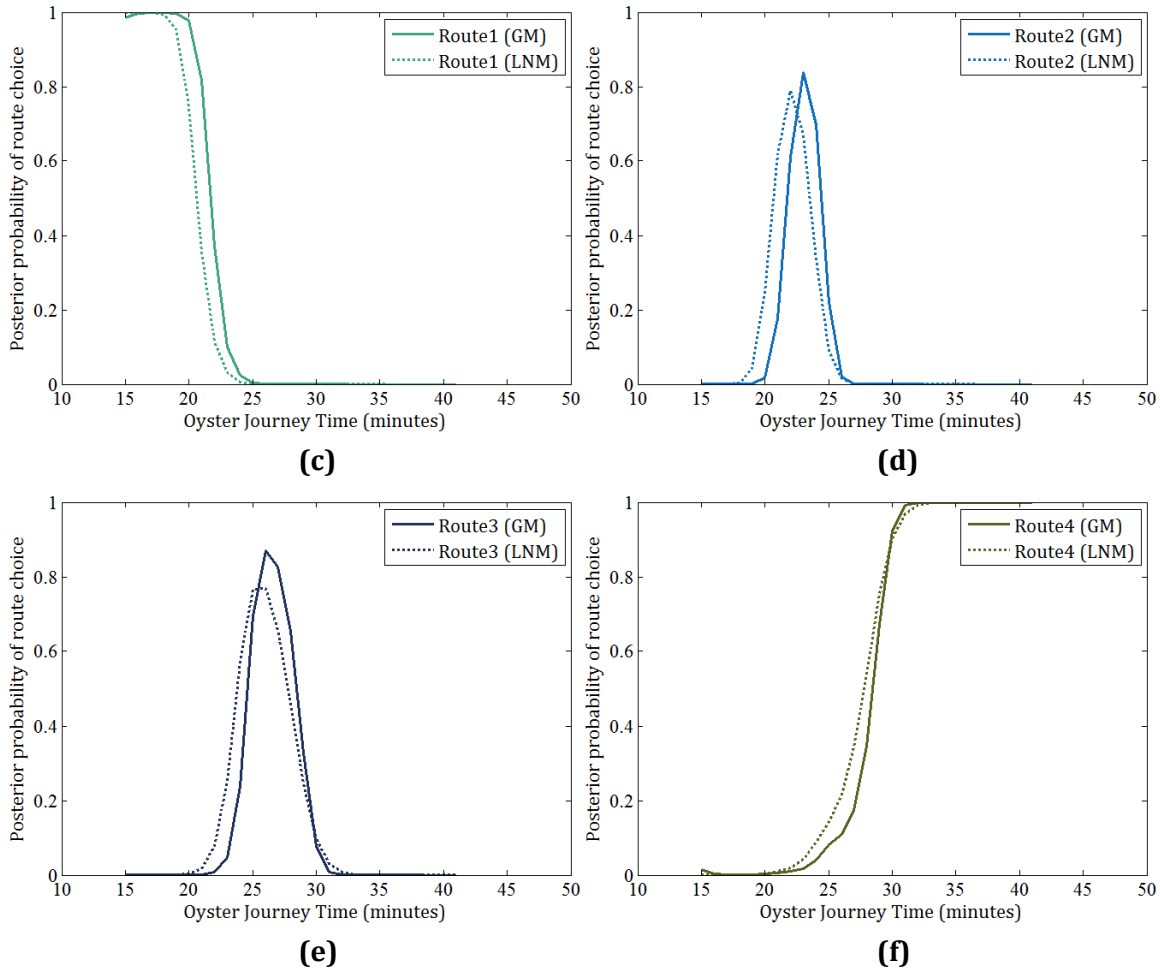 Posterior probability of route choice
1
0.8
0.6
0.4
0.2
0
10 15 20 25 30 35 40 45 50
Oyster Journey Time (minutes)
Route1 (GM)
Route1 (LNM)
(c)
Posterior probability of route choice
1
0.8
0.6
0.4
0.2
0
10 15 20 25 30 35 40 45 50
Oyster Journey Time (minutes)
Route2 (GM)
Route2 (LNM)
(d)
Posterior probability of route choice
1
0.8
0.6
0.4
0.2
0
10 15 20 25 30 35 40 45 50
Oyster Journey Time (minutes)
Route3 (GM)
Route3 (LNM)
(e)
Posterior probability of route choice
1
0.8
0.6
0.4
0.2
0
10 15 20 25 30 35 40 45 50
Oyster Journey Time (minutes)
Route4 (GM)
Route4 (LNM)
(f)